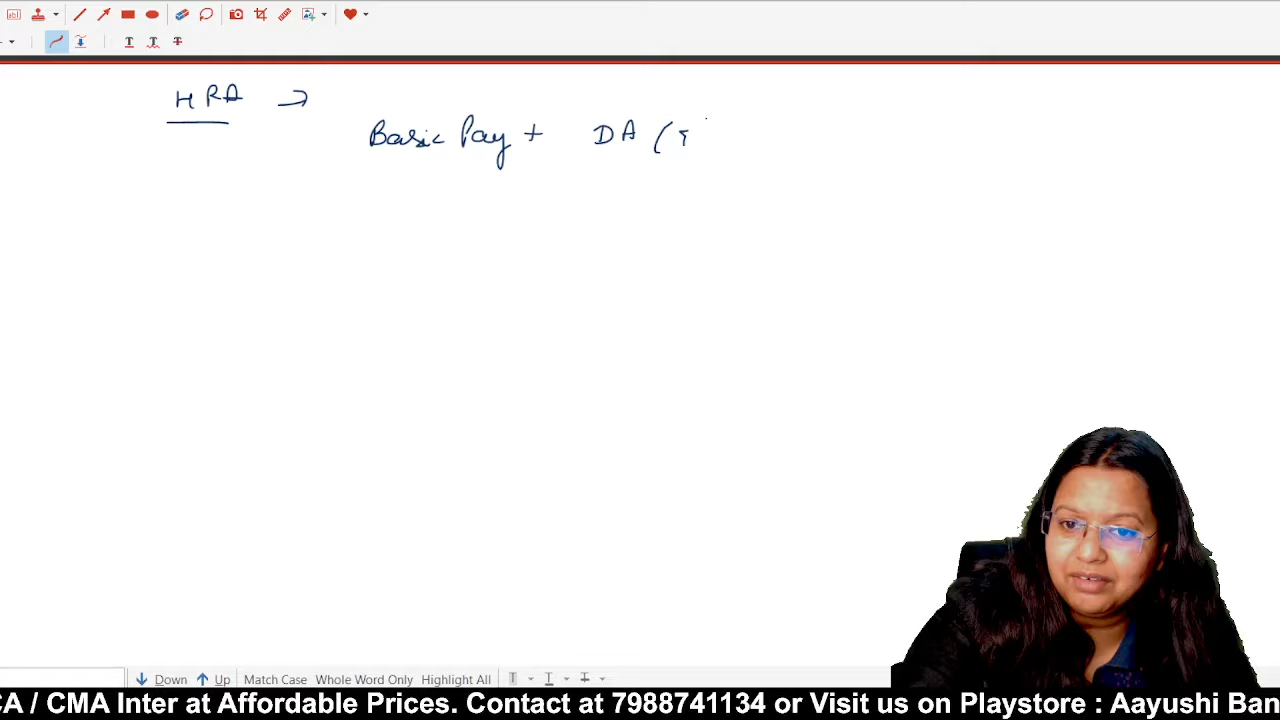 HRA →
Basic Pay + DA (
Down Up Match Case Whole Word Only Highlight All
CA / CMA Inter at Affordable Prices. Contact at 7988741134 or Visit us on Playstore : Aayushi Ban